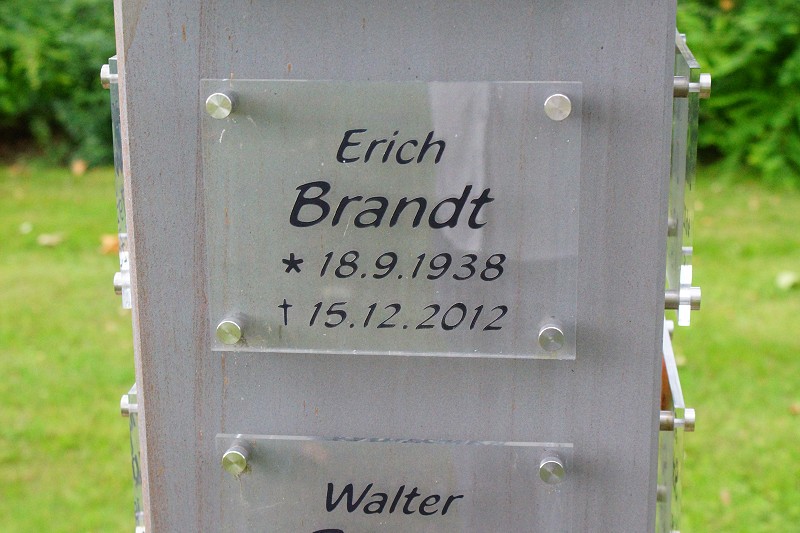 Erich
Brandt
* 18.9.1938
† 15.12.2012
Walter